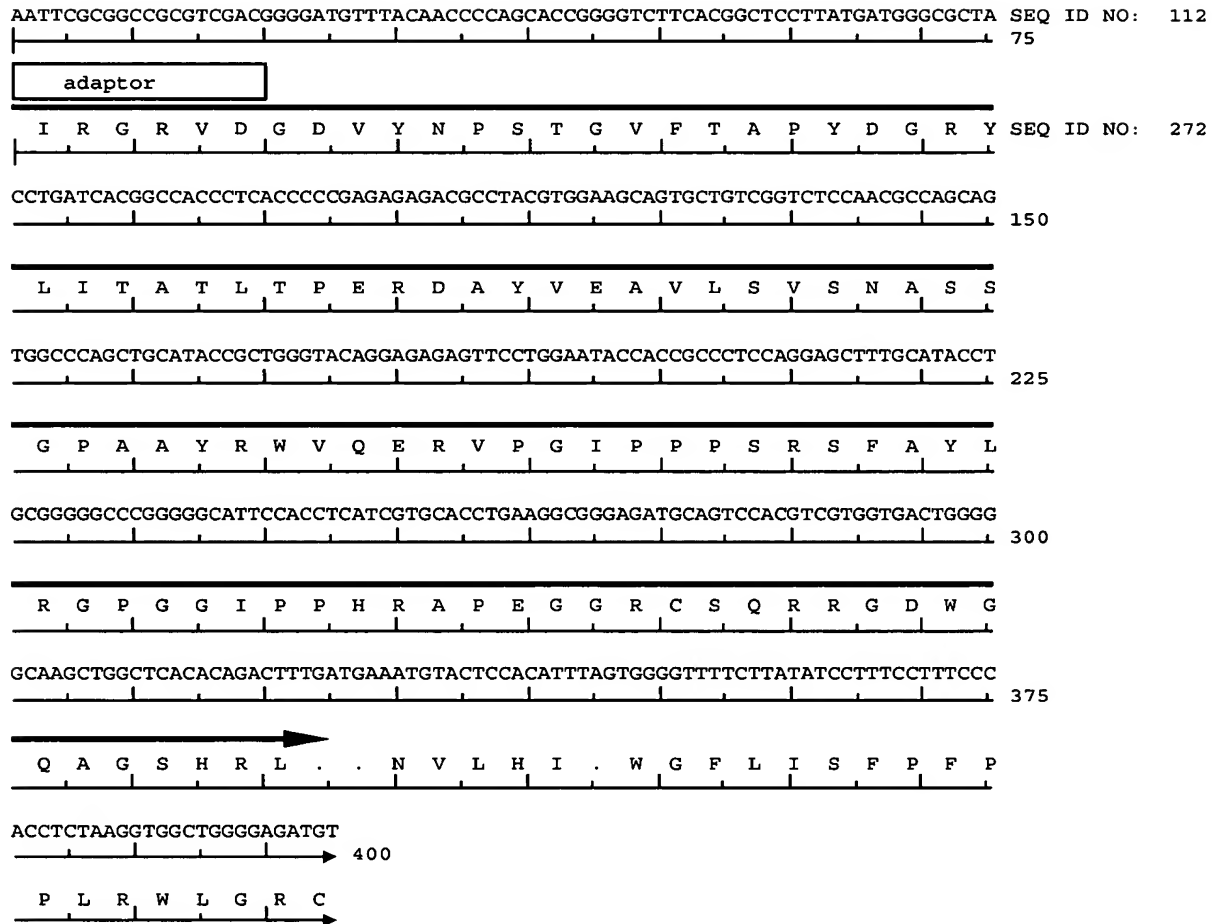 AATTCGCGGCCGCGTCGACGGGGATGTTTACAACCCCAGCACCGGGGTCTTCACGGCTCCTTATGATGGGCGCTA SEQ ID NO: 112
75
adaptor
I R G R V D G D V Y N P S T G V F T A P Y D G R Y SEQ ID NO: 272
CCTGATCACGGCCACCCTCACCCCCGAGAGAGACGCCTACGTGGAAGCAGTGCTGTCGGTCTCCAACGCCAGCAG
150
L I T A T L T P E R D A Y V E A V L S V S N A S S
TGGCCCAGCTGCATACCGCTGGGTACAGGAGAGAGTTCCTGGAATACCACCGCCCTCCAGGAGCTTTGCATACCT
225
G P A A Y R W V Q E R V P G I P P P S R S F A Y L
GCGGGGGCCCGGGGGCATTCCACCTCATCGTGCACCTGAAGGCGGGAGATGCAGTCCACGTCGTGGTGACTGGGG
300
R G P G G I P P H R A P E G G R C S Q R R G D W G
GCAAGCTGGCTCACACAGACTTTGATGAAATGTACTCCACATTTAGTGGGGTTTTCTTATATCCTTTCCTTTCCC
375
Q A G S H R L . . N V L H I . W G F L I S F P F P
ACCTCTAAGGTGGCTGGGGAGATGT
400
P L R W L G R C